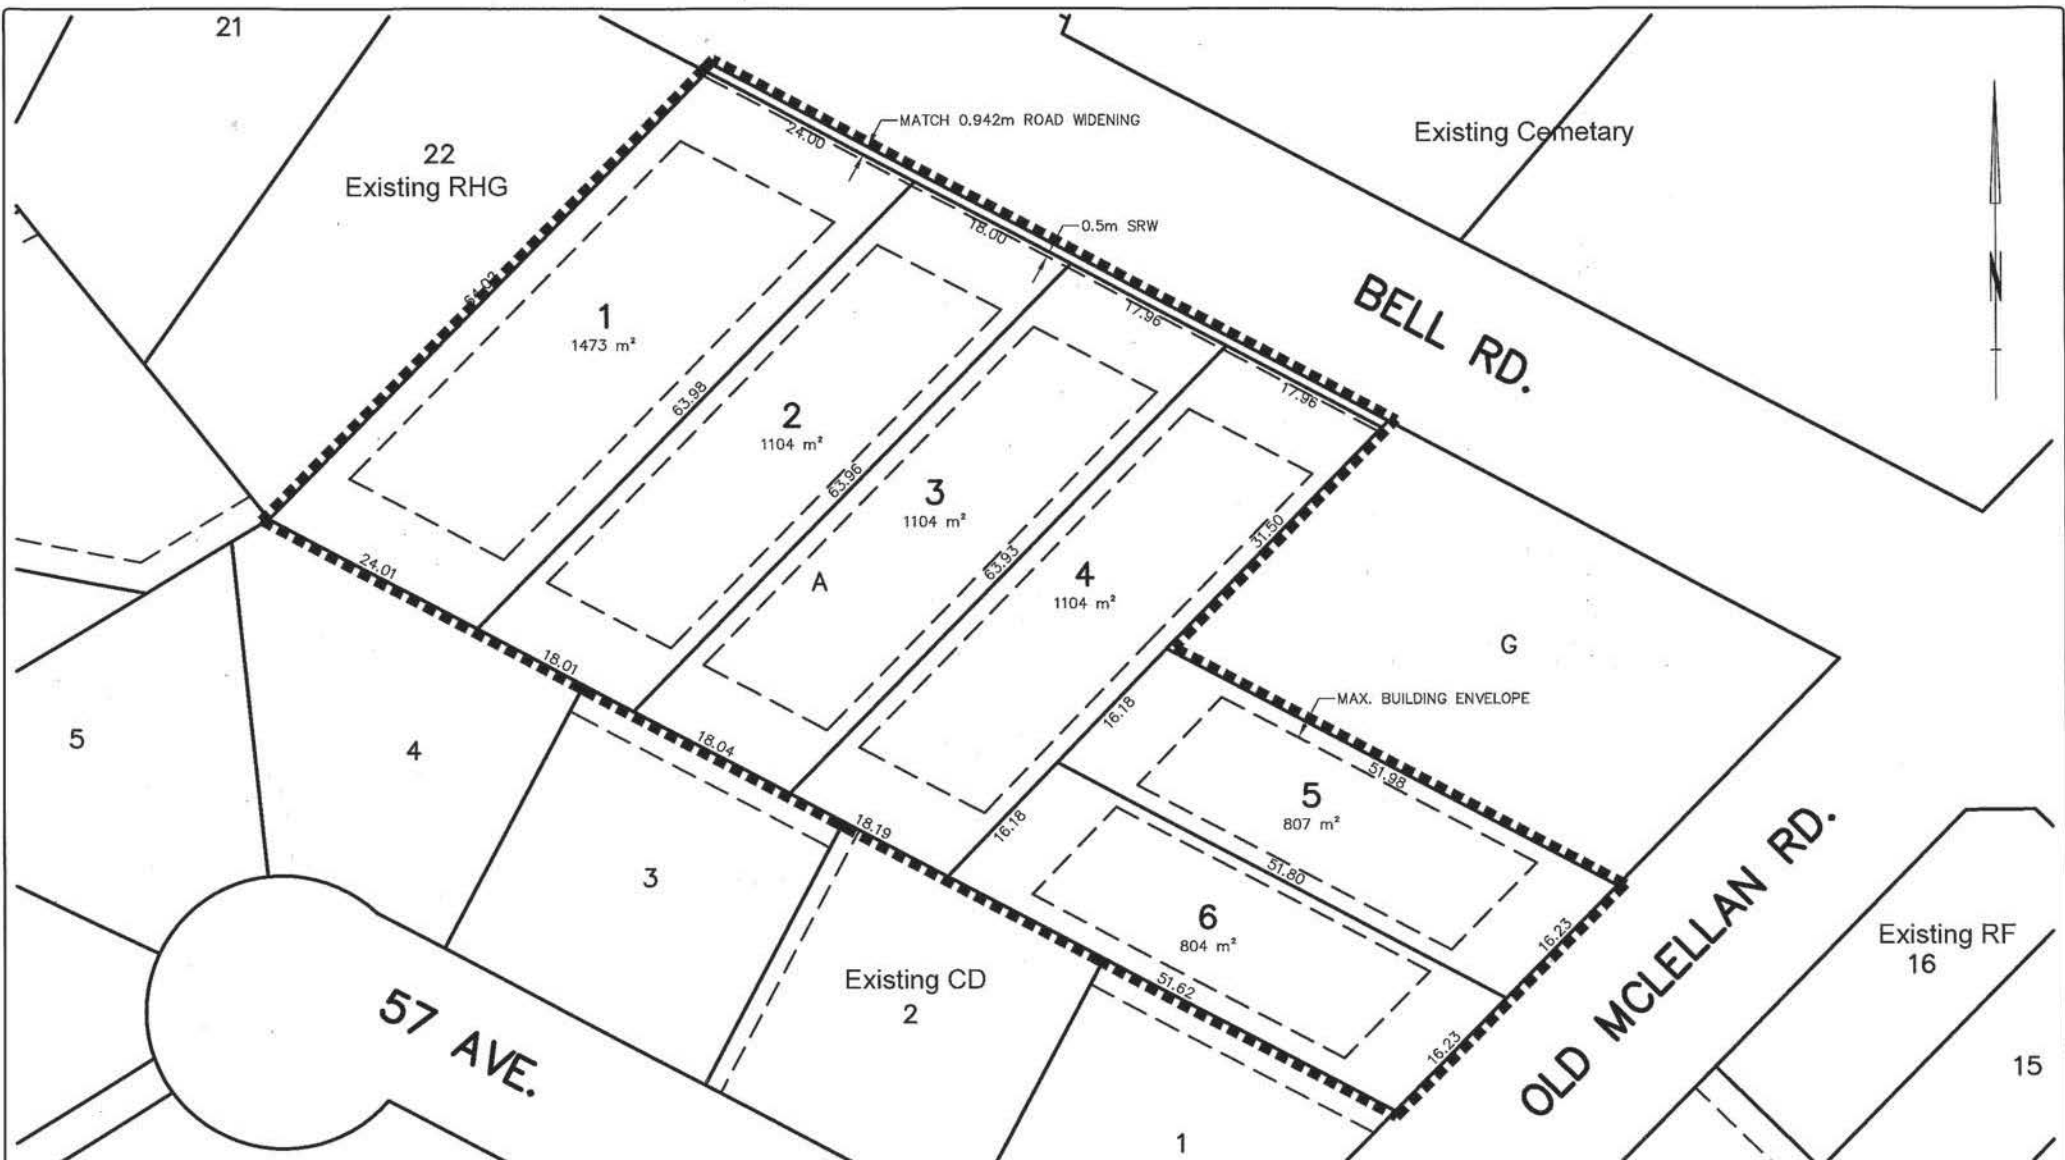 21
22
Existing RHG
MATCH 0.942m ROAD WIDENING
Existing Cemetary
24.00
0.5m SRW
18.00
N
64.02
1
1473 m²
17.96
BELL RD.
63.98
17.96
2
1104 m²
63.96
3
1104 m²
31.50
24.01
63.93
A
4
1104 m²
G
18.01
MAX. BUILDING ENVELOPE
16.18
5
4
18.04
51.98
5
807 m²
18.19
16.18
3
51.80
OLD MCLELLAN RD.
6
804 m²
16.23
Existing RF
16
Existing CD
2
51.62
57 AVE.
16.23
15
1